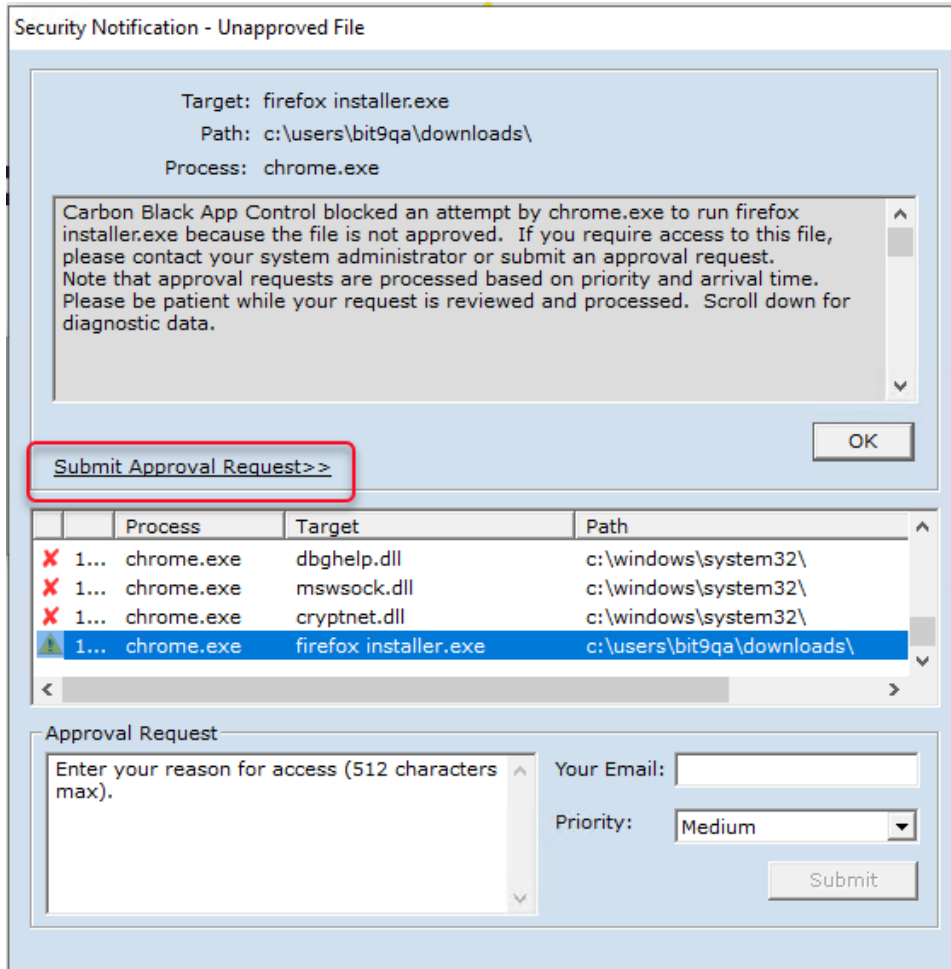 Security Notification - Unapproved File
Target: firefox installer.exe
Path: c:\users\bit9qa\downloads\
Process: chrome.exe
Carbon Black App Control blocked an attempt by chrome.exe to run firefox
installer.exe because the file is not approved.  If you require access to this file,
please contact your system administrator or submit an approval request.
Note that approval requests are processed based on priority and arrival time.
Please be patient while your request is reviewed and processed.  Scroll down for
diagnostic data.
OK
Submit Approval Request>>
Process Target Path
1... chrome.exe dbghelp.dll c:\windows\system32\
1... chrome.exe mswsock.dll c:\windows\system32\
1... chrome.exe cryptnet.dll c:\windows\system32\
1... chrome.exe firefox installer.exe c:\users\bit9qa\downloads\
Approval Request
Enter your reason for access (512 characters
max).
Your Email:
Priority: Medium
Submit